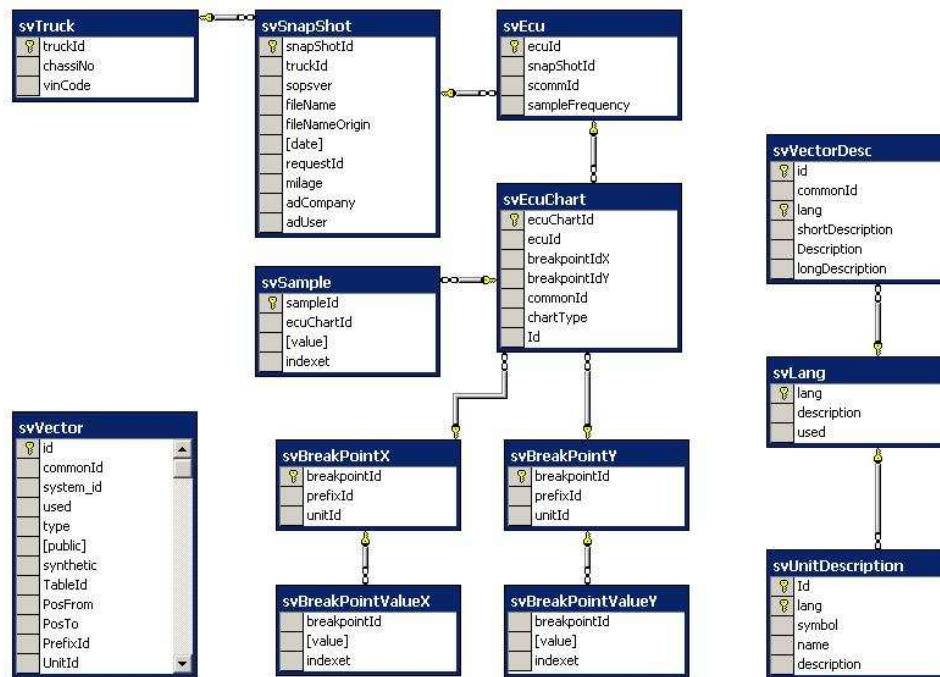 svTruck
truckId
chassiNo
vinCode
svSnapShot
snapShotId
truckId
sopsver
fileName
fileNameOrigin
[date]
requestId
milage
adCompany
adUser
svEcu
ecuId
snapShotId
scommId
sampleFrequency
svVectorDesc
id
commonId
lang
shortDescription
Description
longDescription
svEcuChart
ecuChartId
ecuId
breakpointIdX
breakpointIdY
commonId
chartType
Id
svSample
sampleId
ecuChartId
[value]
indexet
svLang
lang
description
used
svVector
id
commonId
system_id
used
type
[public]
synthetic
TableId
PosFrom
PosTo
PrefixId
UnitId
svBreakPointX
breakpointId
prefixId
unitId
svBreakPointY
breakpointId
prefixId
unitId
svBreakPointValueX
breakpointId
[value]
indexet
svBreakPointValueY
breakpointId
[value]
indexet
svUnitDescription
Id
lang
symbol
name
description